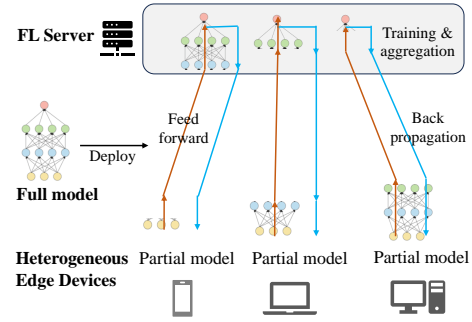 FL Server
Training &
aggregation
Feed
forward
Back
propagation
Deploy
Full model
Heterogeneous
Edge Devices
Partial model
Partial model
Partial model